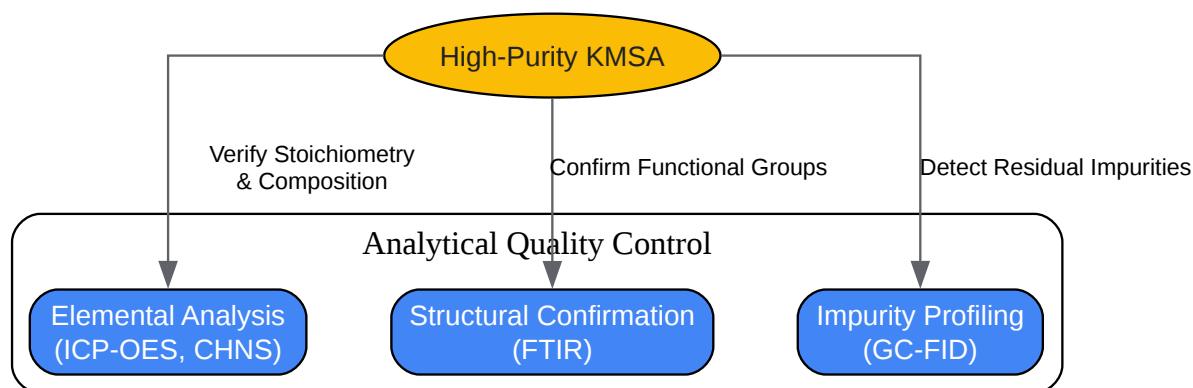 High-Purity KMSA
Verify Stoichiometry
& Composition
Confirm Functional Groups
Detect Residual Impurities
Analytical Quality Control
Elemental Analysis
(ICP-OES, CHNS)
Structural Confirmation
(FTIR)
Impurity Profiling
(GC-FID)